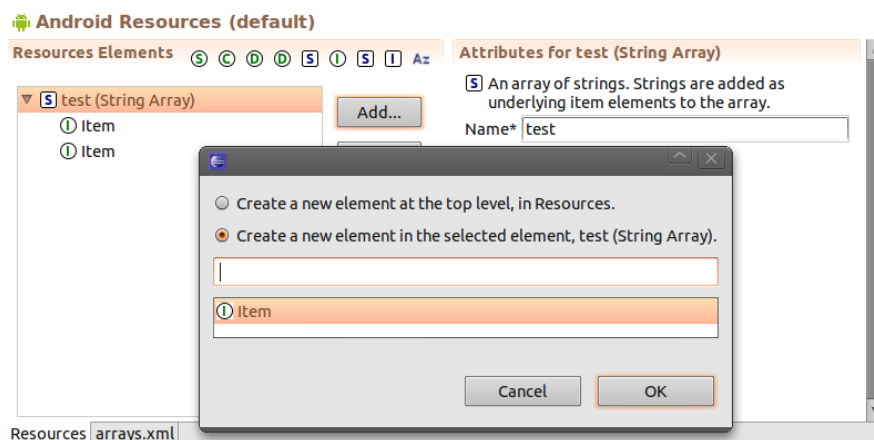 Android Resources (default)
Resources Elements S C D D S I S I Az
Attributes for test (String Array)
S test (String Array)
I Item
I Item
Add...
S An array of strings. Strings are added as
underlying item elements to the array.
Name* test
Create a new element at the top level, in Resources.
Create a new element in the selected element, test (String Array).
I Item
Cancel OK
Resources arrays.xml